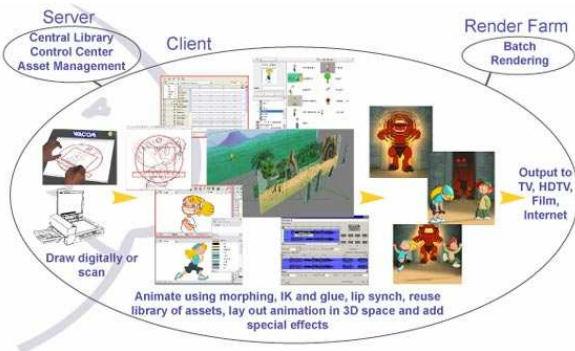 Server
Central Library
Control Center
Asset Management
Client
Render Farm
Batch
Rendering
WACOM
Draw digitally or
scan
Output to
TV, HDTV,
Film,
Internet
Animate using morphing, IK and glue, lip synch, reuse
library of assets, lay out animation in 3D space and add
special effects